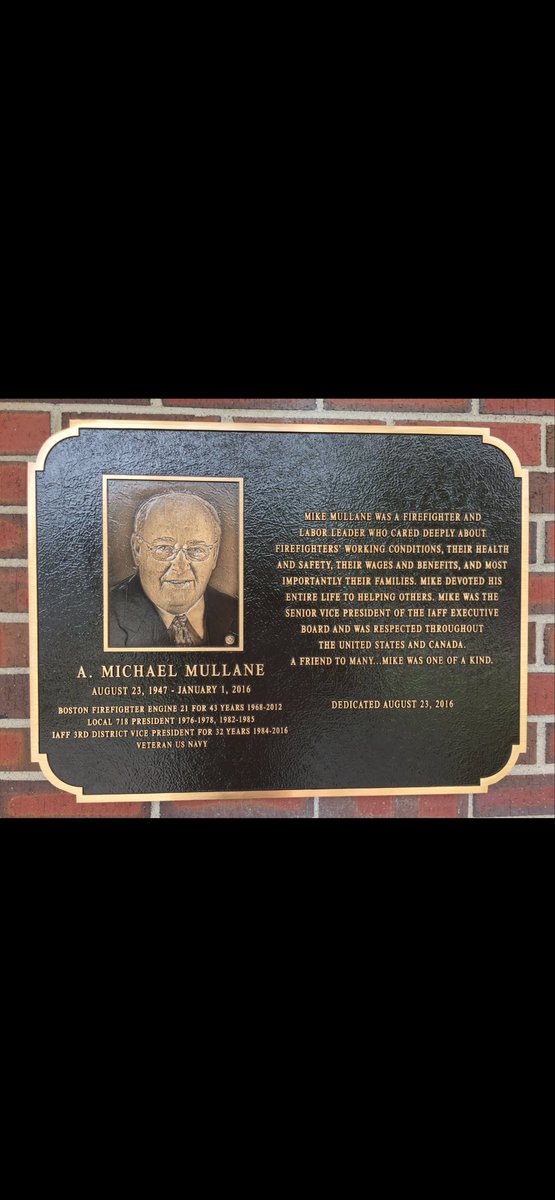 A. MICHAEL MULLANE
AUGUST 23, 1947 - JANUARY 1, 2016
BOSTON FIREFIGHTER ENGINE 21 FOR 43 YEARS 1968-2012
LOCAL 718 PRESIDENT 1976-1978, 1982-1985
IAFF 3RD DISTRICT VICE PRESIDENT FOR 32 YEARS 1984-2016
VETERAN US NAVY
MIKE MULLANE WAS A FIREFIGHTER AND
LABOR LEADER WHO CARED DEEPLY ABOUT
FIREFIGHTERS' WORKING CONDITIONS, THEIR HEALTH
AND SAFETY, THEIR WAGES AND BENEFITS, AND MOST
IMPORTANTLY THEIR FAMILIES. MIKE DEVOTED HIS
ENTIRE LIFE TO HELPING OTHERS. MIKE WAS THE
SENIOR VICE PRESIDENT OF THE IAFF EXECUTIVE
BOARD AND WAS RESPECTED THROUGHOUT
THE UNITED STATES AND CANADA.
A FRIEND TO MANY...MIKE WAS ONE OF A KIND.
DEDICATED AUGUST 23, 2016